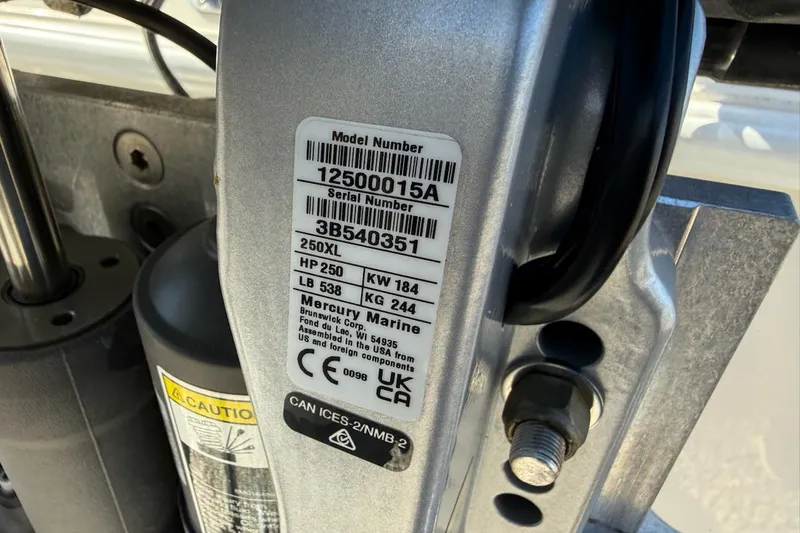 Model Number
12500015A
Serial Number
3B540351
250XL
HP 250 KW 184
LB 538 KG 244
Mercury Marine
Brunswick Corp.
Fond du Lac, WI 54935
Assembled in the USA from
US and foreign components
CE 0098 UK
CA
CAN ICES-2/NMB-2
CAUTIO